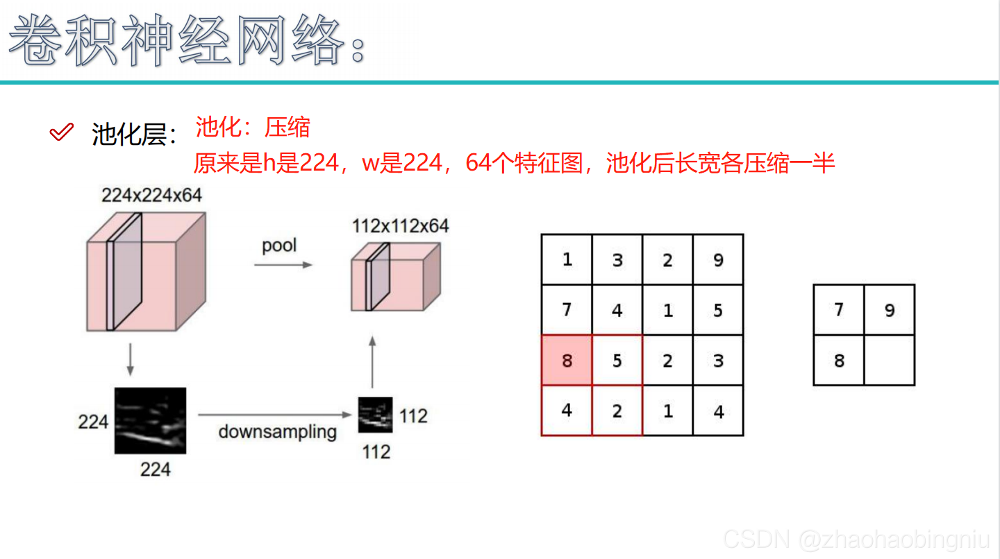 卷积神经网络：
池化层： 池化：压缩
原来是h是224，w是224，64个特征图，池化后长宽各压缩一半
224x224x64
112x112x64
pool
224
224
downsampling
112
112
1 3 2 9
7 4 1 5
8 5 2 3
4 2 1 4
7 9
8
CSDN @zhaohaobingniu